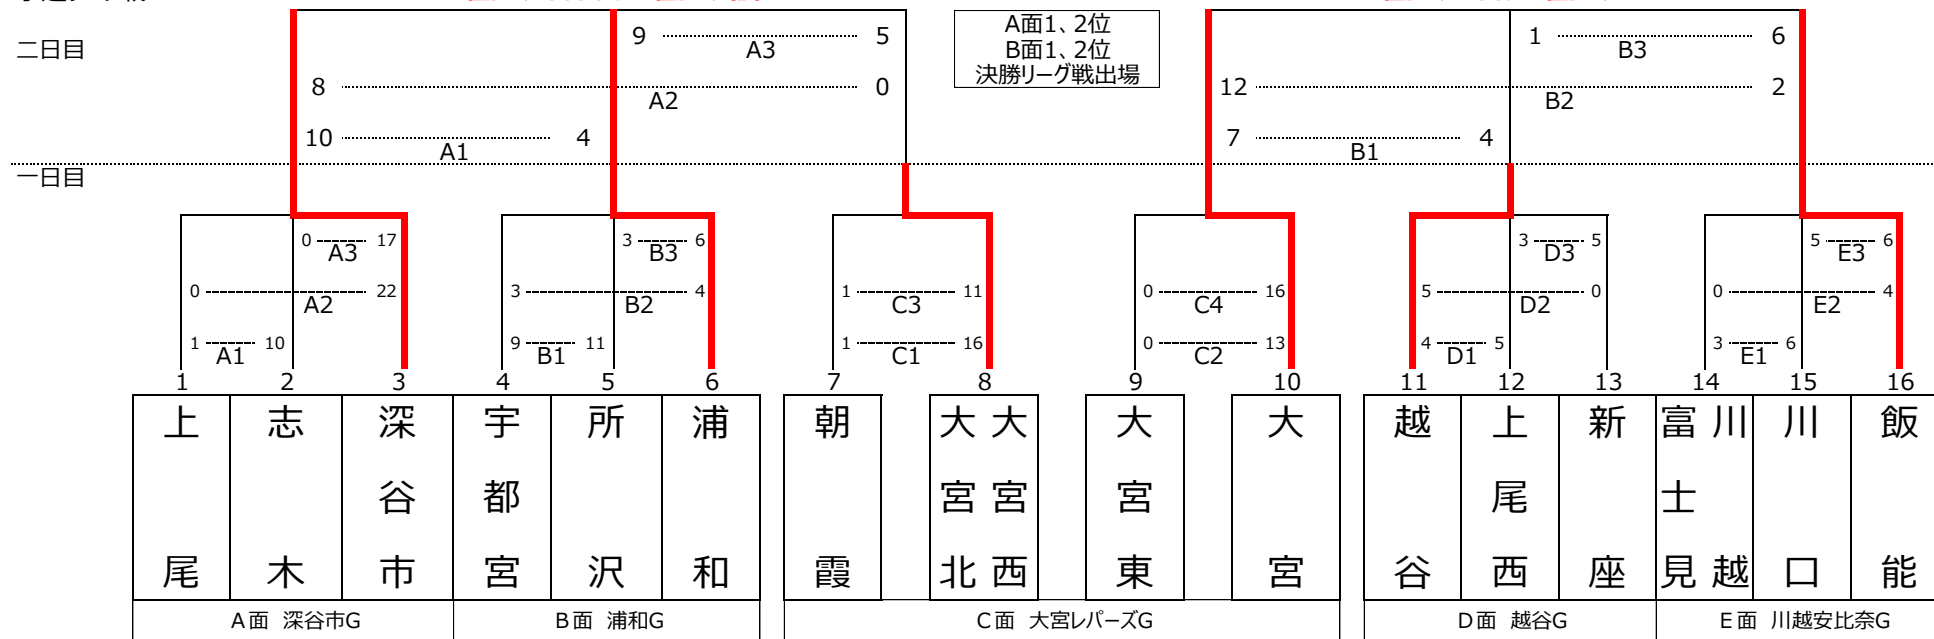 二日目
9 A3 5
8 A2 0
10 A1 4
A面1、2位
B面1、2位
決勝リーグ戦出場
1 B3 6
12 B2 2
7 B1 4
一日目
0 A3 17
0 A2 22
1 A1 10
3 B3 6
3 B2 4
9 B1 11
1 C3 11
1 C1 16
0 C4 16
0 C2 13
3 D3 5
5 D2 0
4 D1 5
5 E3 6
0 E2 4
3 E1 6
1 2 3 4 5 6 7 8 9 10 11 12 13 14 15 16
上尾
志木
深谷市
宇都宮
所沢
浦和
朝霞
大宮北
大宮西
大宮東
大宮
越谷
上尾西
新座
富士見
川越
川口
飯能
A面 深谷市G
B面 浦和G
C面 大宮レパーズG
D面 越谷G
E面 川越安比奈G